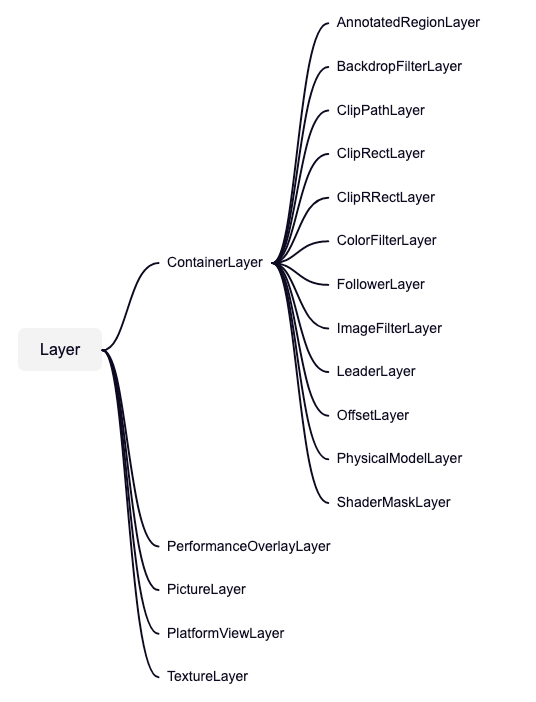 Layer
ContainerLayer
AnnotatedRegionLayer
BackdropFilterLayer
ClipPathLayer
ClipRectLayer
ClipRRectLayer
ColorFilterLayer
FollowerLayer
ImageFilterLayer
LeaderLayer
OffsetLayer
PhysicalModelLayer
ShaderMaskLayer
PerformanceOverlayLayer
PictureLayer
PlatformViewLayer
TextureLayer